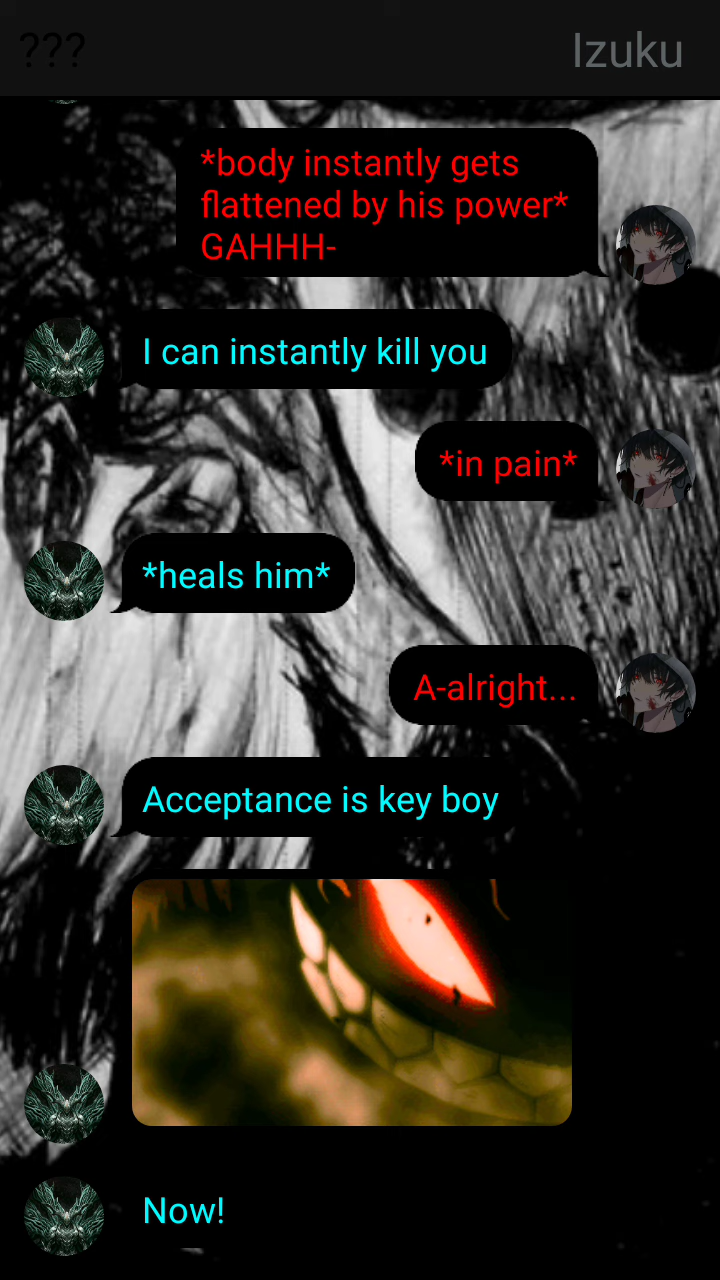 ???
Izuku
*body instantly gets
flattened by his power*
GAHHH-
I can instantly kill you
*in pain*
*heals him*
A-alright...
Acceptance is key boy
Now!